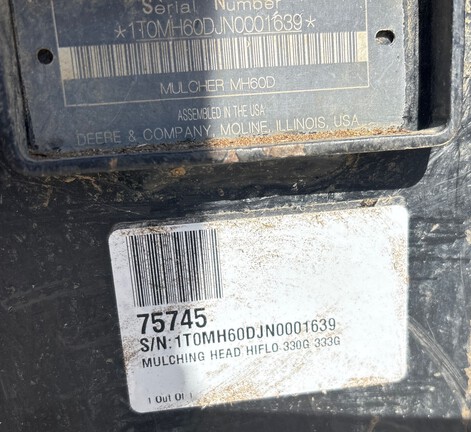 Serial Number
*1T0MH60DJN0001639*
MULCHER MH60D
ASSEMBLED IN THE USA
DEERE & COMPANY, MOLINE, ILLINOIS, USA
75745
S/N:1T0MH60DJN0001639
MULCHING HEAD HIFLO 330G 333G
1 Out Of 1